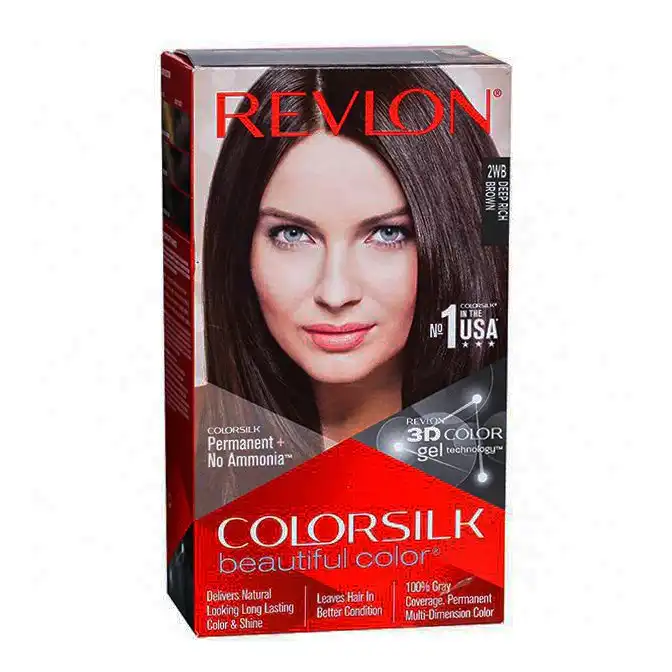 REVLON®
2WB DEEP RICH
BROWN
COLORSILK®
Nº1 IN THE
USA*
COLORSILK
Permanent +
No Ammonia™
REVLON
3D COLOR
gel technology™
COLORSILK
beautiful color®
Delivers Natural
Looking Long Lasting
Color & Shine
Leaves Hair In
Better Condition
100% Gray
Coverage. Permanent
Multi-Dimension Color